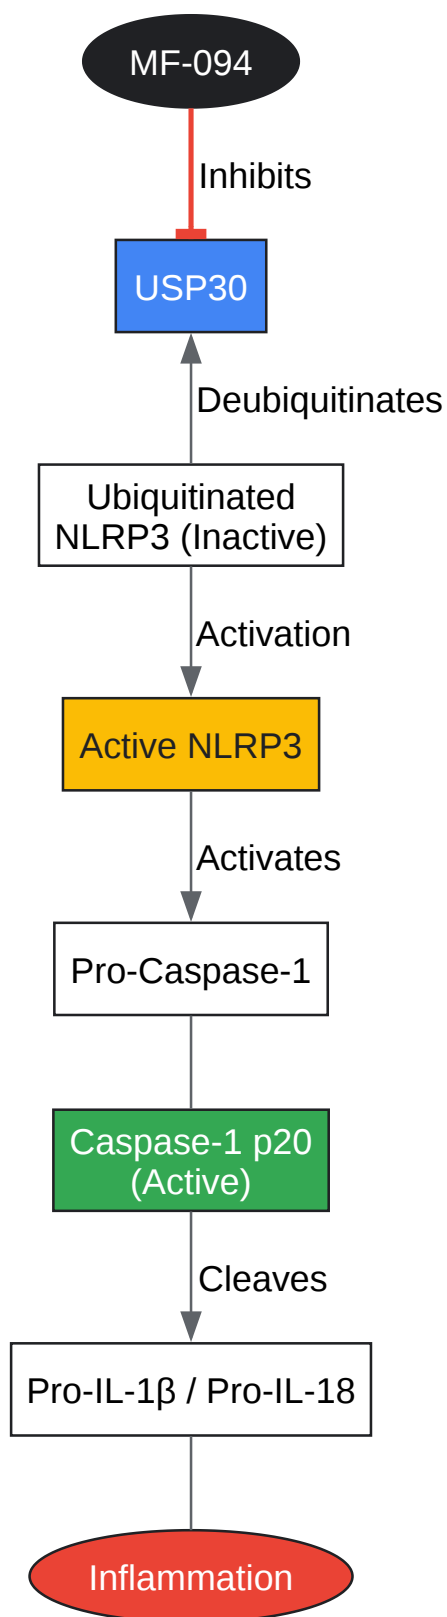 MF-094
Inhibits
USP30
Deubiquitinates
Ubiquitinated
NLRP3 (Inactive)
Activation
Active NLRP3
Activates
Pro-Caspase-1
Caspase-1 p20
(Active)
Cleaves
Pro-IL-1β / Pro-IL-18
Inflammation